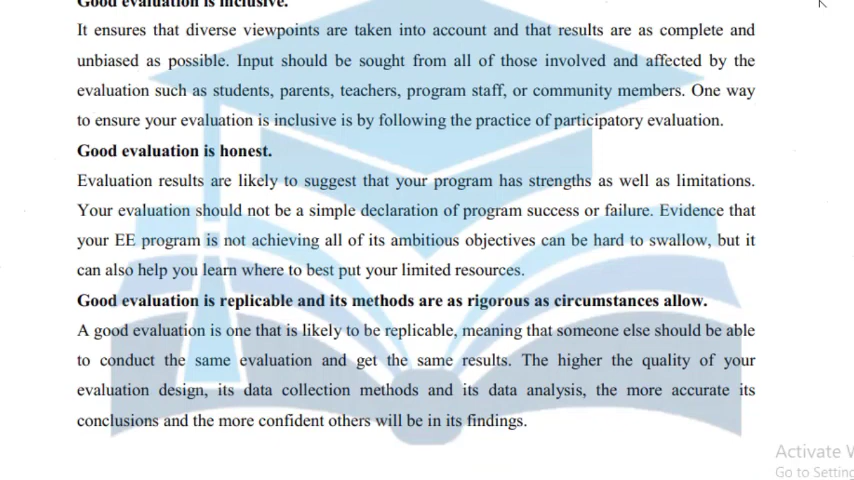 Good evaluation is inclusive.
It ensures that diverse viewpoints are taken into account and that results are as complete and
unbiased as possible. Input should be sought from all of those involved and affected by the
evaluation such as students, parents, teachers, program staff, or community members. One way
to ensure your evaluation is inclusive is by following the practice of participatory evaluation.
Good evaluation is honest.
Evaluation results are likely to suggest that your program has strengths as well as limitations.
Your evaluation should not be a simple declaration of program success or failure. Evidence that
your EE program is not achieving all of its ambitious objectives can be hard to swallow, but it
can also help you learn where to best put your limited resources.
Good evaluation is replicable and its methods are as rigorous as circumstances allow.
A good evaluation is one that is likely to be replicable, meaning that someone else should be able
to conduct the same evaluation and get the same results. The higher the quality of your
evaluation design, its data collection methods and its data analysis, the more accurate its
conclusions and the more confident others will be in its findings.
Activate W
Go to Setting